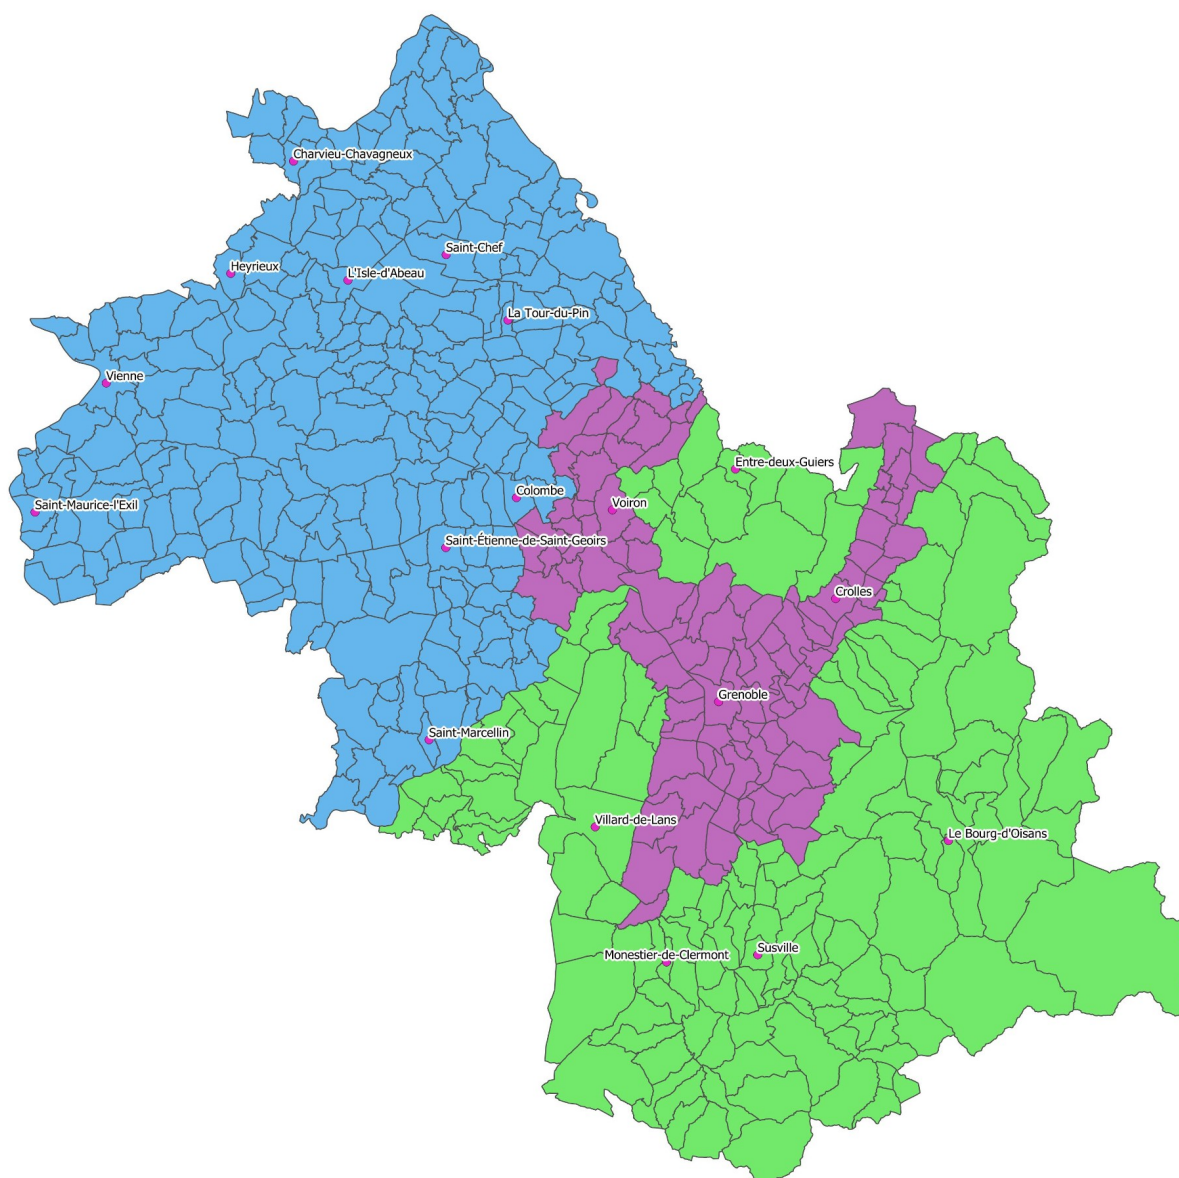 Charvieu-Chavagneux
Saint-Chef
Heyrieux
L'Isle-d'Abeau
La Tour-du-Pin
Vienne
Entre-deux-Guiers
Colombe
Voiron
Saint-Maurice-l'Exil
Saint-Étienne-de-Saint-Geoirs
Crolles
Grenoble
Saint-Marcellin
Villard-de-Lans
Le Bourg-d'Oisans
Susville
Monestier-de-Clermont